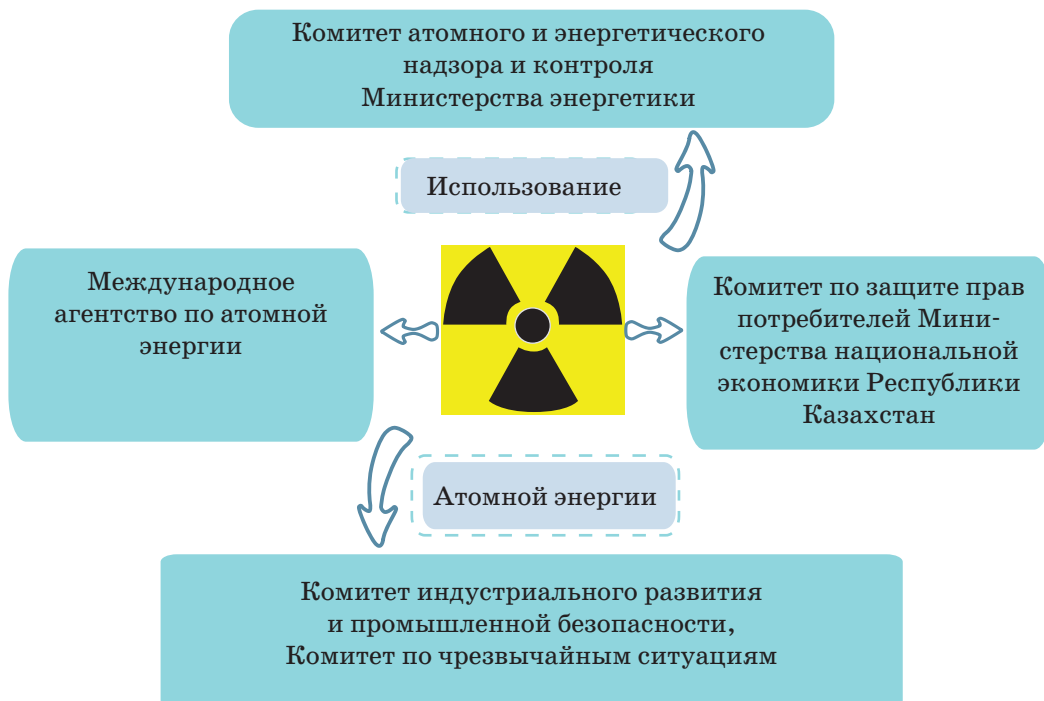 Комитет атомного и энергетического
надзора и контроля
Министерства энергетики
Использование
Международное
агентство по атомной
энергии
Комитет по защите прав
потребителей Мини-
стерства национальной
экономики Республики
Казахстан
Атомной энергии
Комитет индустриального развития
и промышленной безопасности,
Комитет по чрезвычайным ситуациям